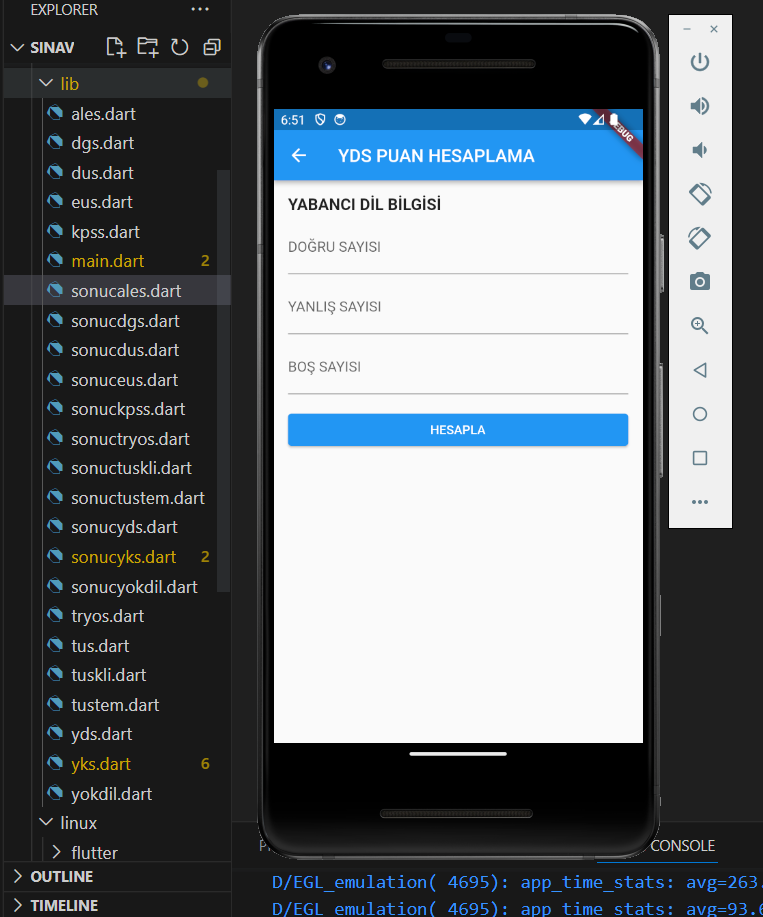 EXPLORER
SINAV
lib
ales.dart
dgs.dart
dus.dart
eus.dart
kpss.dart
main.dart 2
sonucales.dart
sonucdgs.dart
sonucdus.dart
sonuceus.dart
sonuckpss.dart
sonuctryos.dart
sonuctuskli.dart
sonuctustem.dart
sonucyds.dart
sonucyks.dart 2
sonucyokdil.dart
tryos.dart
tus.dart
tuskli.dart
tustem.dart
yds.dart
yks.dart 6
yokdil.dart
linux
flutter
OUTLINE
TIMELINE
6:51
YDS PUAN HESAPLAMA
YABANCI DİL BİLGİSİ
DOĞRU SAYISI
YANLIŞ SAYISI
BOŞ SAYISI
HESAPLA
CONSOLE
D/EGL_emulation( 4695): app_time_stats: avg=263.
D/EGL_emulation( 4695): app_time_stats: avg=93.6